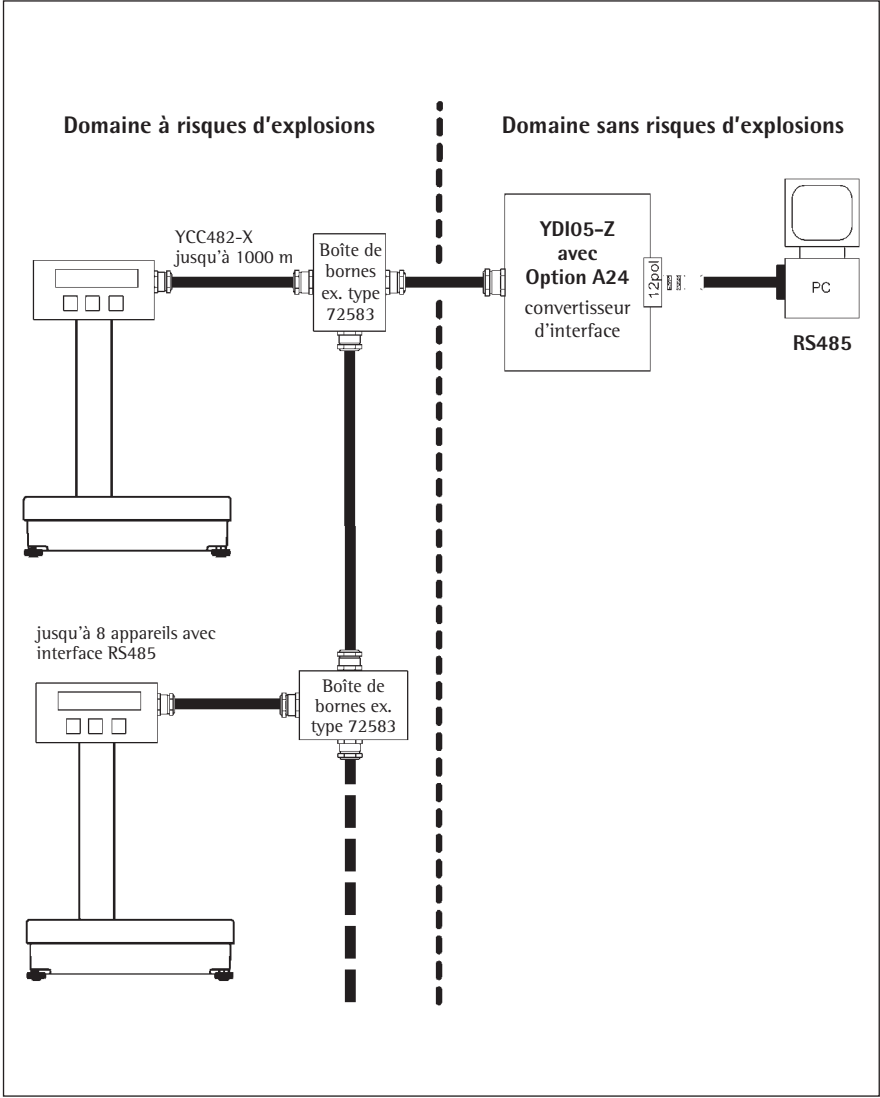 Domaine à risques d'explosions
Domaine sans risques d'explosions
YCC482-X
jusqu'à 1000 m
Boîte de
bornes
ex. type
72583
YDI05-Z
avec
Option A24
convertisseur
d'interface
12pol
PC
RS485
jusqu'à 8 appareils avec
interface RS485
Boîte de
bornes ex.
type 72583